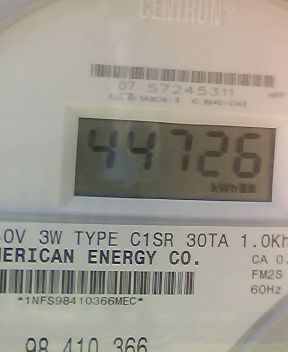 CENTRON®
07 57245311
44726
kWh
0V 3W TYPE C1SR 30TA 1.0Kh
MERICAN ENERGY CO.
CA 0.
FM2S
60Hz
*1NFS98410366MEC*
98 410 366